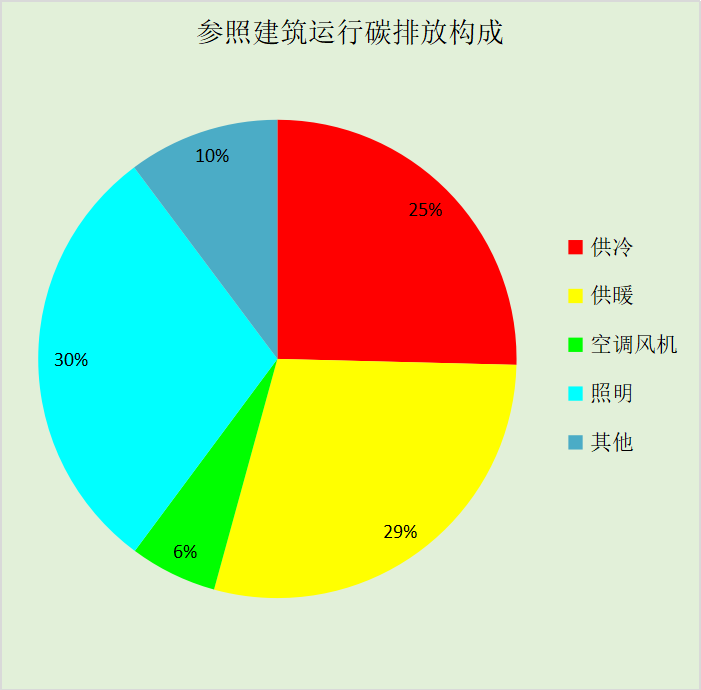 参照建筑运行碳排放构成
10%
25%
30%
29%
6%
供冷
供暖
空调风机
照明
其他